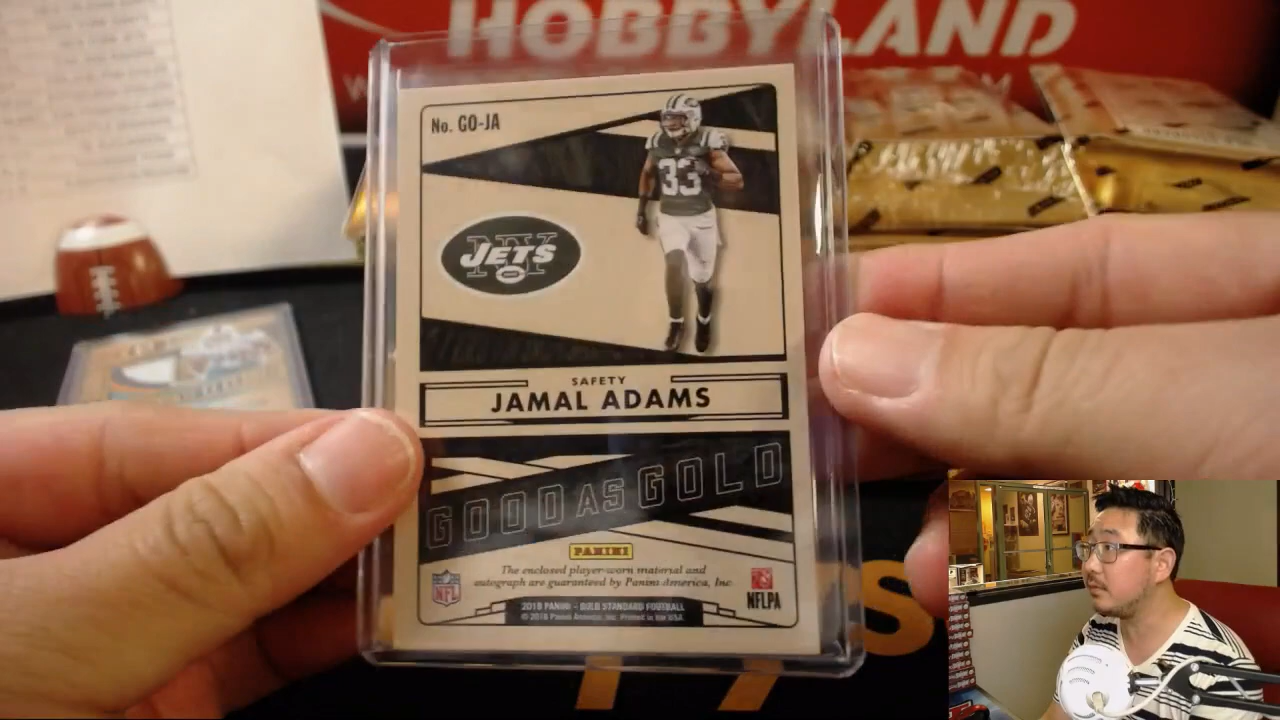 HOBBYLAND
No. GO-JA
33
NY
JETS
SAFETY
JAMAL ADAMS
GOOD AS GOLD
PANINI
The enclosed player-worn material and
autograph are guaranteed by Panini America, Inc
NFL
NFLPA
2018 PANINI - GOLD STANDARD FOOTBALL
© 2018 Panini America, Inc. Printed in the USA